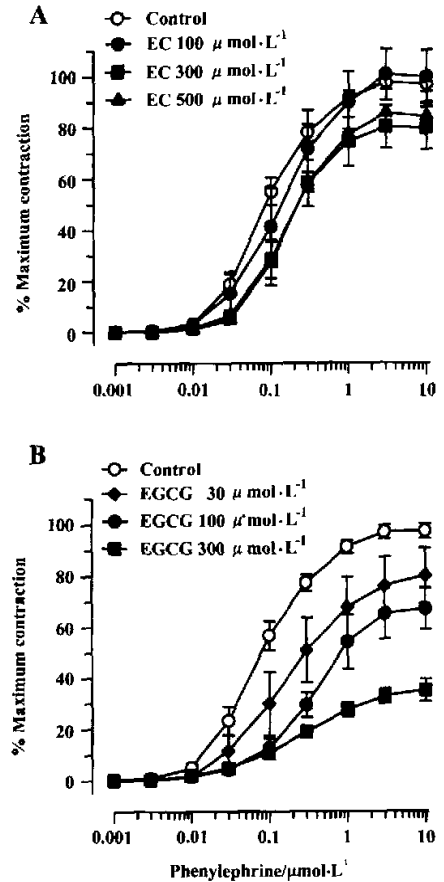 A
Control
EC 100 μ mol·L-1
EC 300 μ mol·L-1
EC 500 μ mol·L-1
% Maximum contraction
100
80
60
40
20
0
0.001 0.01 0.1 1 10
B
Control
EGCG 30 μ mol·L-1
EGCG 100 μ mol·L-1
EGCG 300 μ mol·L-1
% Maximum contraction
100
80
60
40
20
0
0.001 0.01 0.1 1 10
Phenylephrine/μmol·L-1